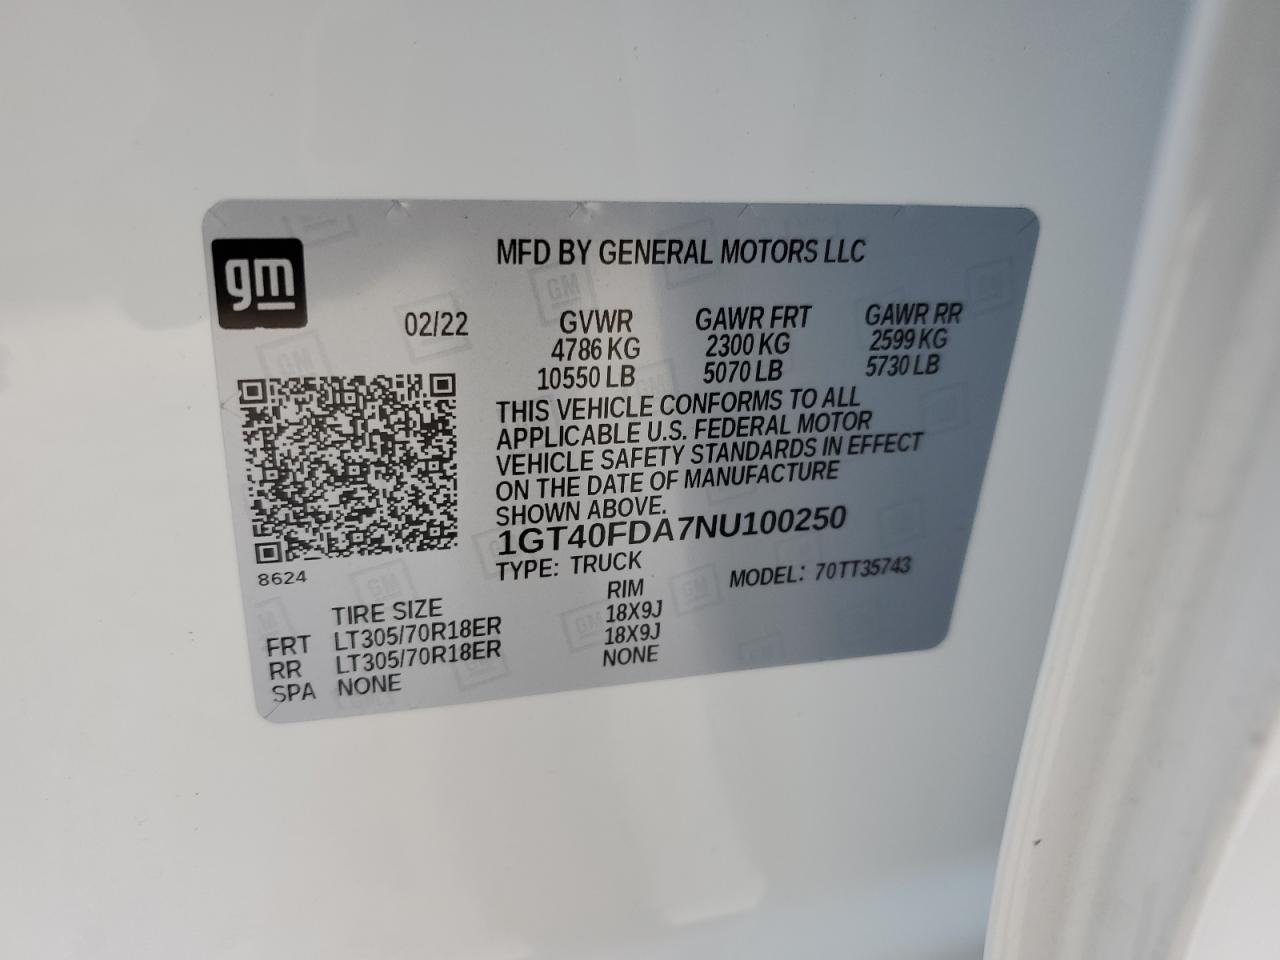 gm
MFD BY GENERAL MOTORS LLC
02/22
GVWR GAWR FRT GAWR RR
4786 KG 2300 KG 2599 KG
10550 LB 5070 LB 5730 LB
THIS VEHICLE CONFORMS TO ALL
APPLICABLE U.S. FEDERAL MOTOR
VEHICLE SAFETY STANDARDS IN EFFECT
ON THE DATE OF MANUFACTURE
SHOWN ABOVE.
1GT40FDA7NU100250
8624
TYPE: TRUCK MODEL: 70TT35743
TIRE SIZE RIM
FRT LT305/70R18ER 18X9J
RR LT305/70R18ER 18X9J
SPA NONE NONE